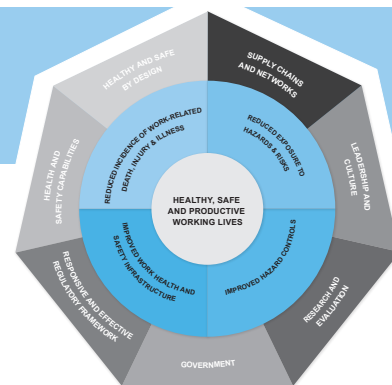 HEALTHY AND SAFE
BY DESIGN
SUPPLY CHAINS
AND NETWORKS
LEADERSHIP AND
CULTURE
RESEARCH AND
EVALUATION
GOVERNMENT
RESPONSIVE AND EFFECTIVE
REGULATORY FRAMEWORK
HEALTH AND
SAFETY CAPABILITIES
REDUCED INCIDENCE OF WORK-RELATED
DEATH, INJURY & ILLNESS
REDUCED EXPOSURE TO
HAZARDS & RISKS
IMPROVED HAZARD CONTROLS
IMPROVED WORK HEALTH AND
SAFETY INFRASTRUCTURE
HEALTHY, SAFE
AND PRODUCTIVE
WORKING LIVES